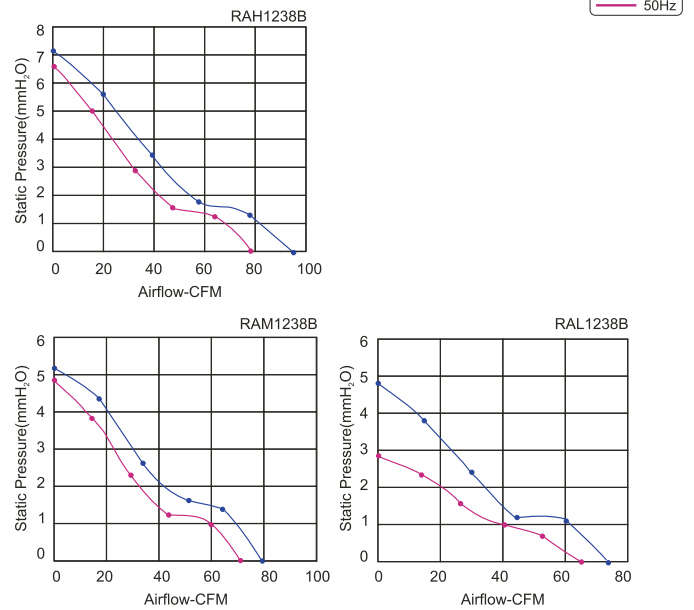 50Hz
RAH1238B
Static Pressure(mmH₂O)
8
7
6
5
4
3
2
1
0
0 20 40 60 80 100
Airflow-CFM
RAM1238B
Static Pressure(mmH₂O)
6
5
4
3
2
1
0
0 20 40 60 80 100
Airflow-CFM
RAL1238B
Static Pressure(mmH₂O)
6
5
4
3
2
1
0
0 20 40 60 80
Airflow-CFM